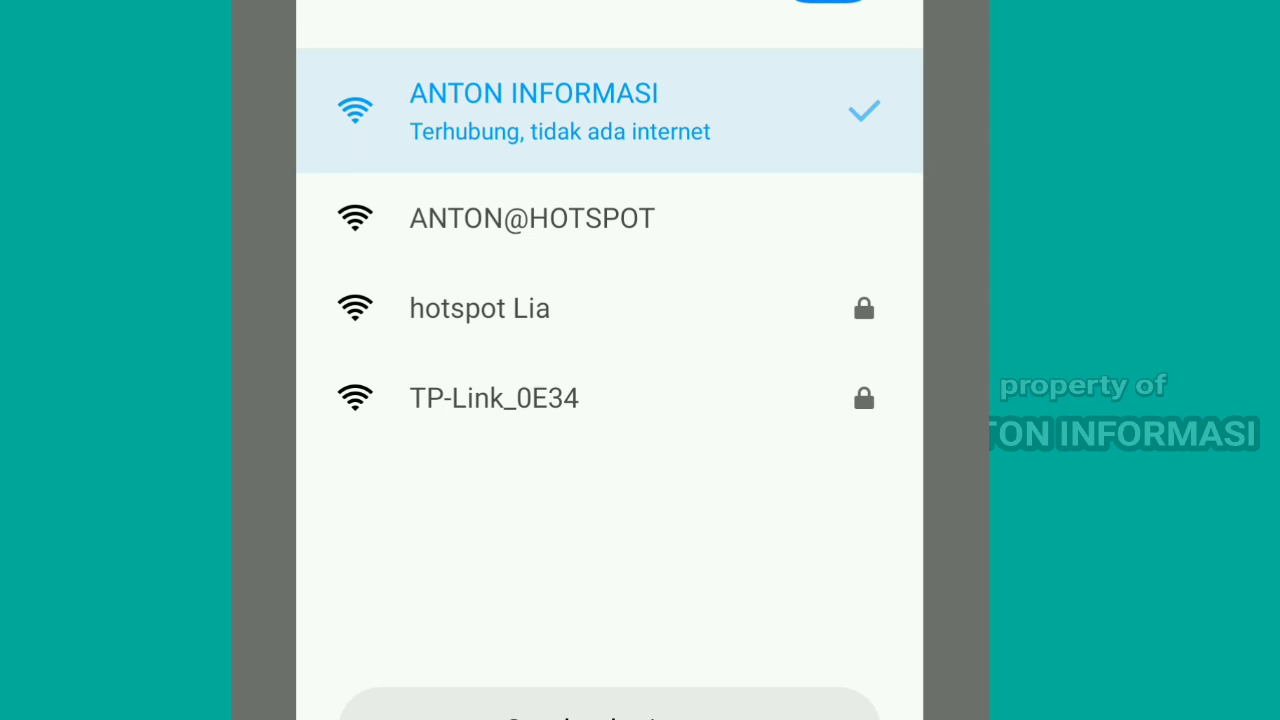 ANTON INFORMASI
Terhubung, tidak ada internet
ANTON@HOTSPOT
hotspot Lia
TP-Link_0E34
property of
TON INFORMASI